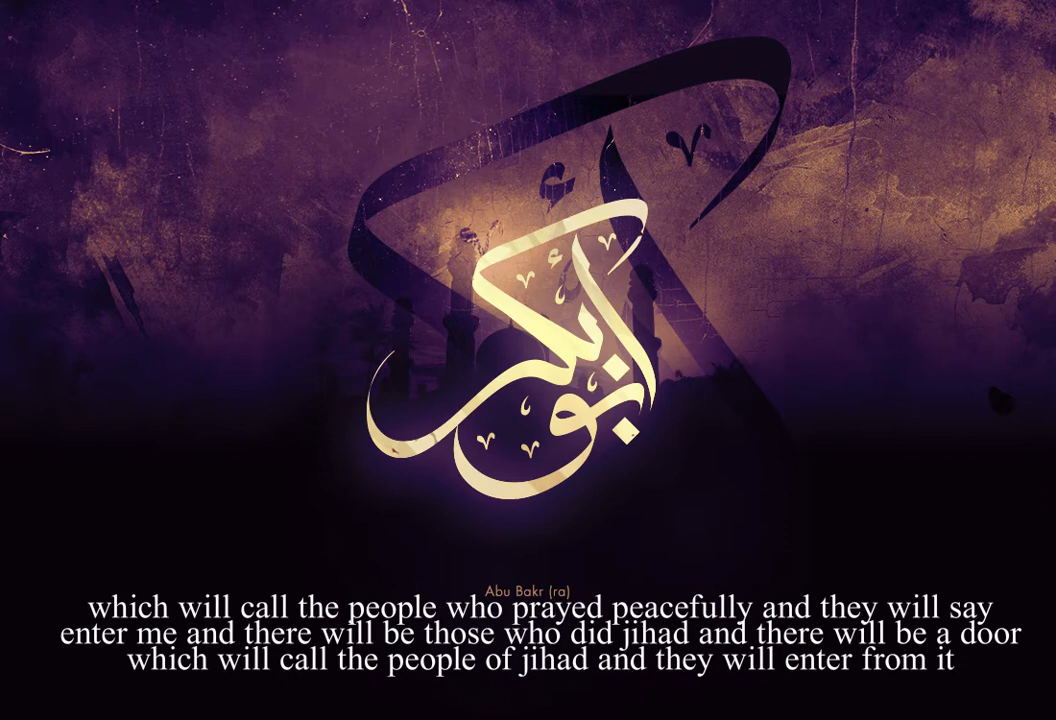 أبو بكر
Abu Bakr (ra)
which will call the people who prayed peacefully and they will say
enter me and there will be those who did jihad and there will be a door
which will call the people of jihad and they will enter from it